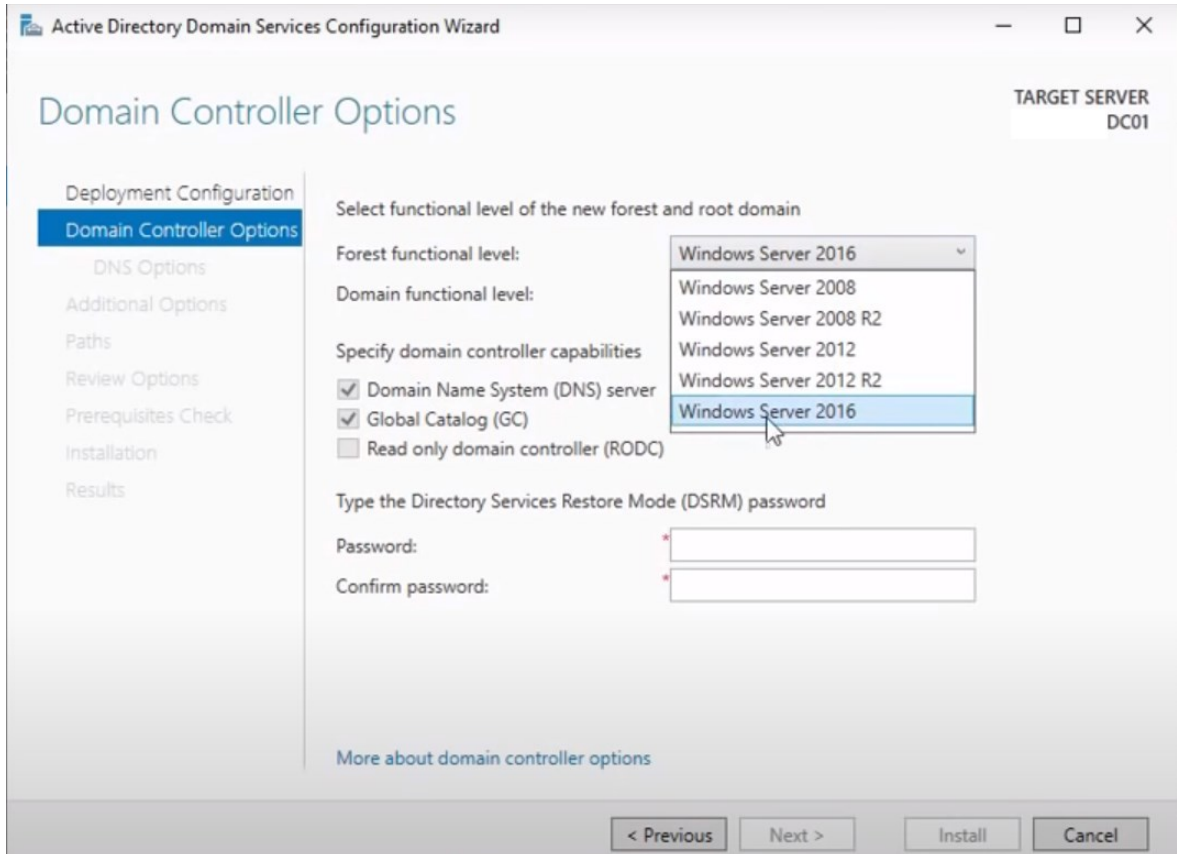 Active Directory Domain Services Configuration Wizard
Domain Controller Options
TARGET SERVER
DC01
Deployment Configuration
Domain Controller Options
DNS Options
Additional Options
Paths
Review Options
Prerequisites Check
Installation
Results
Select functional level of the new forest and root domain
Forest functional level:
Windows Server 2016
Windows Server 2008
Domain functional level:
Windows Server 2008 R2
Windows Server 2012
Windows Server 2012 R2
Windows Server 2016
Specify domain controller capabilities
Domain Name System (DNS) server
Global Catalog (GC)
Read only domain controller (RODC)
Type the Directory Services Restore Mode (DSRM) password
Password: *
Confirm password: *
More about domain controller options
< Previous
Next >
Install
Cancel